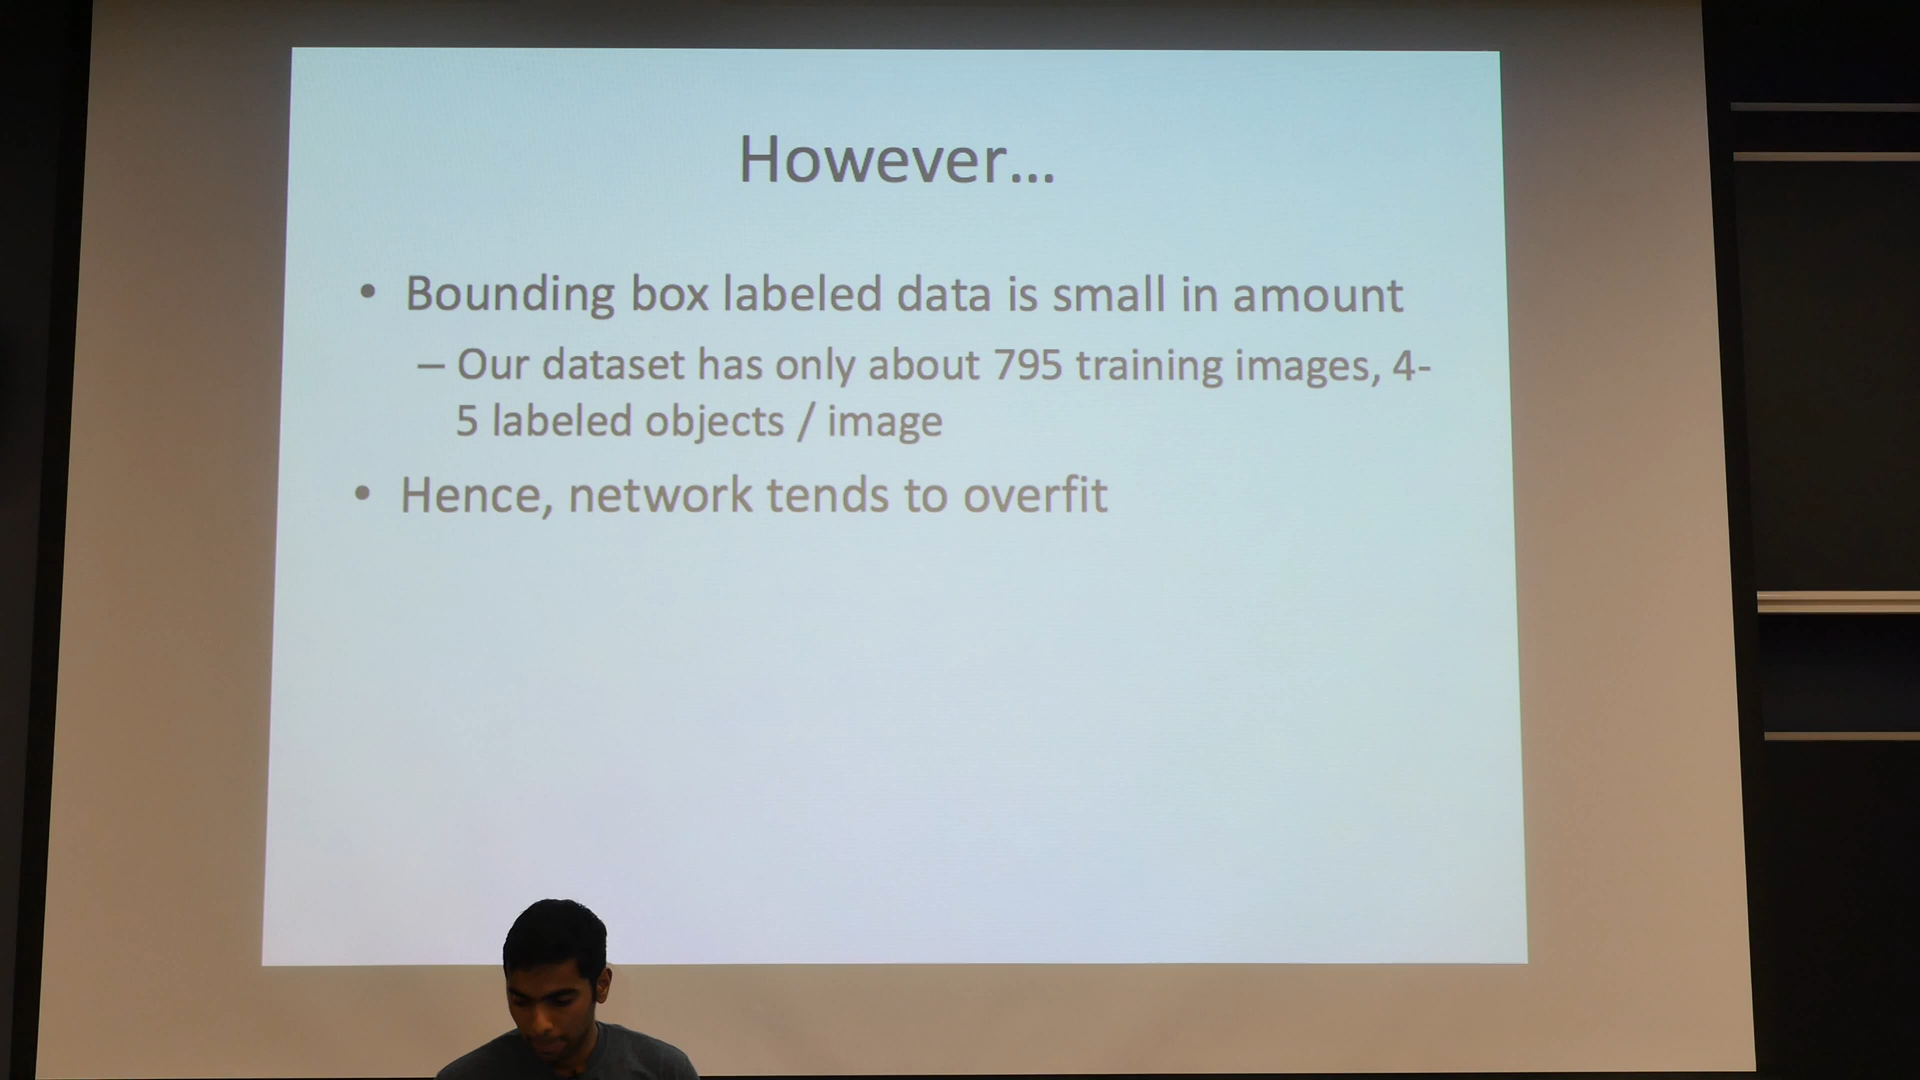 However...
• Bounding box labeled data is small in amount
– Our dataset has only about 795 training images, 4-
5 labeled objects / image
• Hence, network tends to overfit